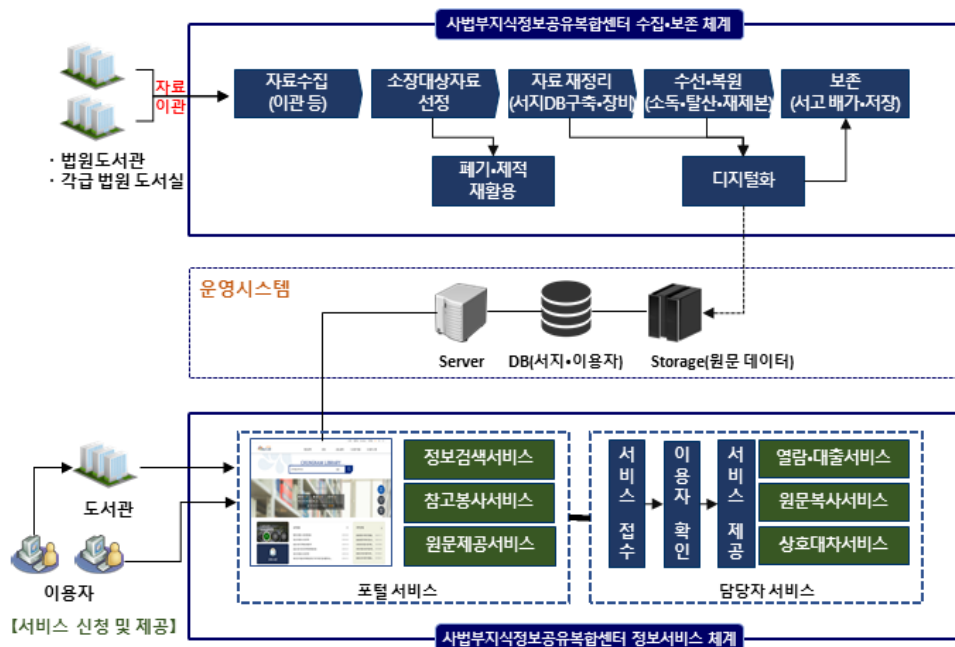 사법부지식정보공유복합센터 수집•보존 체계
자료
이관
· 법원도서관
· 각급 법원 도서실
자료수집
(이관 등)
소장대상자료
선정
자료 재정리
(서지DB구축•장비)
수선•복원
(소독•탈산•재제본)
보존
(서고 배가•저장)
폐기•제적
재활용
디지털화
운영시스템
Server
DB(서지•이용자)
Storage(원문 데이터)
도서관
이용자
【서비스 신청 및 제공】
정보검색서비스
참고봉사서비스
원문제공서비스
포털 서비스
서비스 접수
이용자 확인
서비스 제공
열람•대출서비스
원문복사서비스
상호대차서비스
담당자 서비스
사법부지식정보공유복합센터 정보서비스 체계